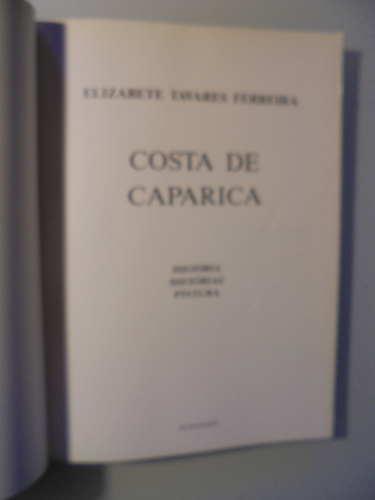 ELIZABETE TAVARES FERREIRA
COSTA DE
CAPARICA
HISTÓRIA
HISTÓRIAS
PINTURA